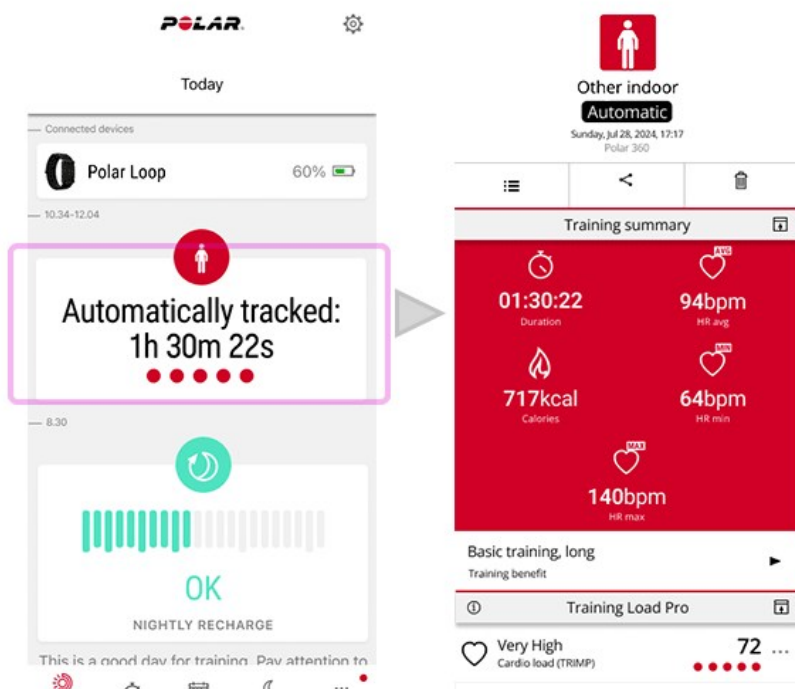 POLAR
Today
Connected devices
Polar Loop
60%
10.34-12.04
Automatically tracked:
1h 30m 22s
8.30
OK
NIGHTLY RECHARGE
This is a good day for training. Pay attention to
Other indoor
Automatic
Sunday, Jul 28, 2024, 17:17
Polar 360
Training summary
01:30:22
Duration
AVG
94bpm
HR avg
717kcal
Calories
MIN
64bpm
HR min
MAX
140bpm
HR max
Basic training, long
Training benefit
Training Load Pro
Very High
Cardio load (TRIMP)
72